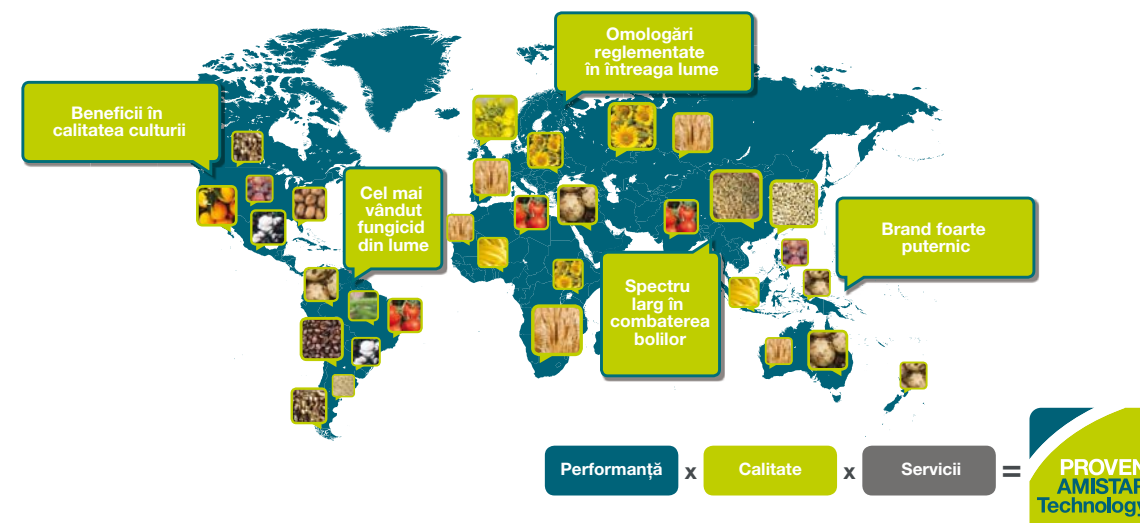 Omologări
reglementate
în întreaga lume
Beneficii în
calitatea culturii
Cel mai
vândut
fungicid
din lume
Brand foarte
puternic
Spectru
larg în
combaterea
bolilor
Performanță x Calitate x Servicii =
PROVEN
AMISTAR
Technology